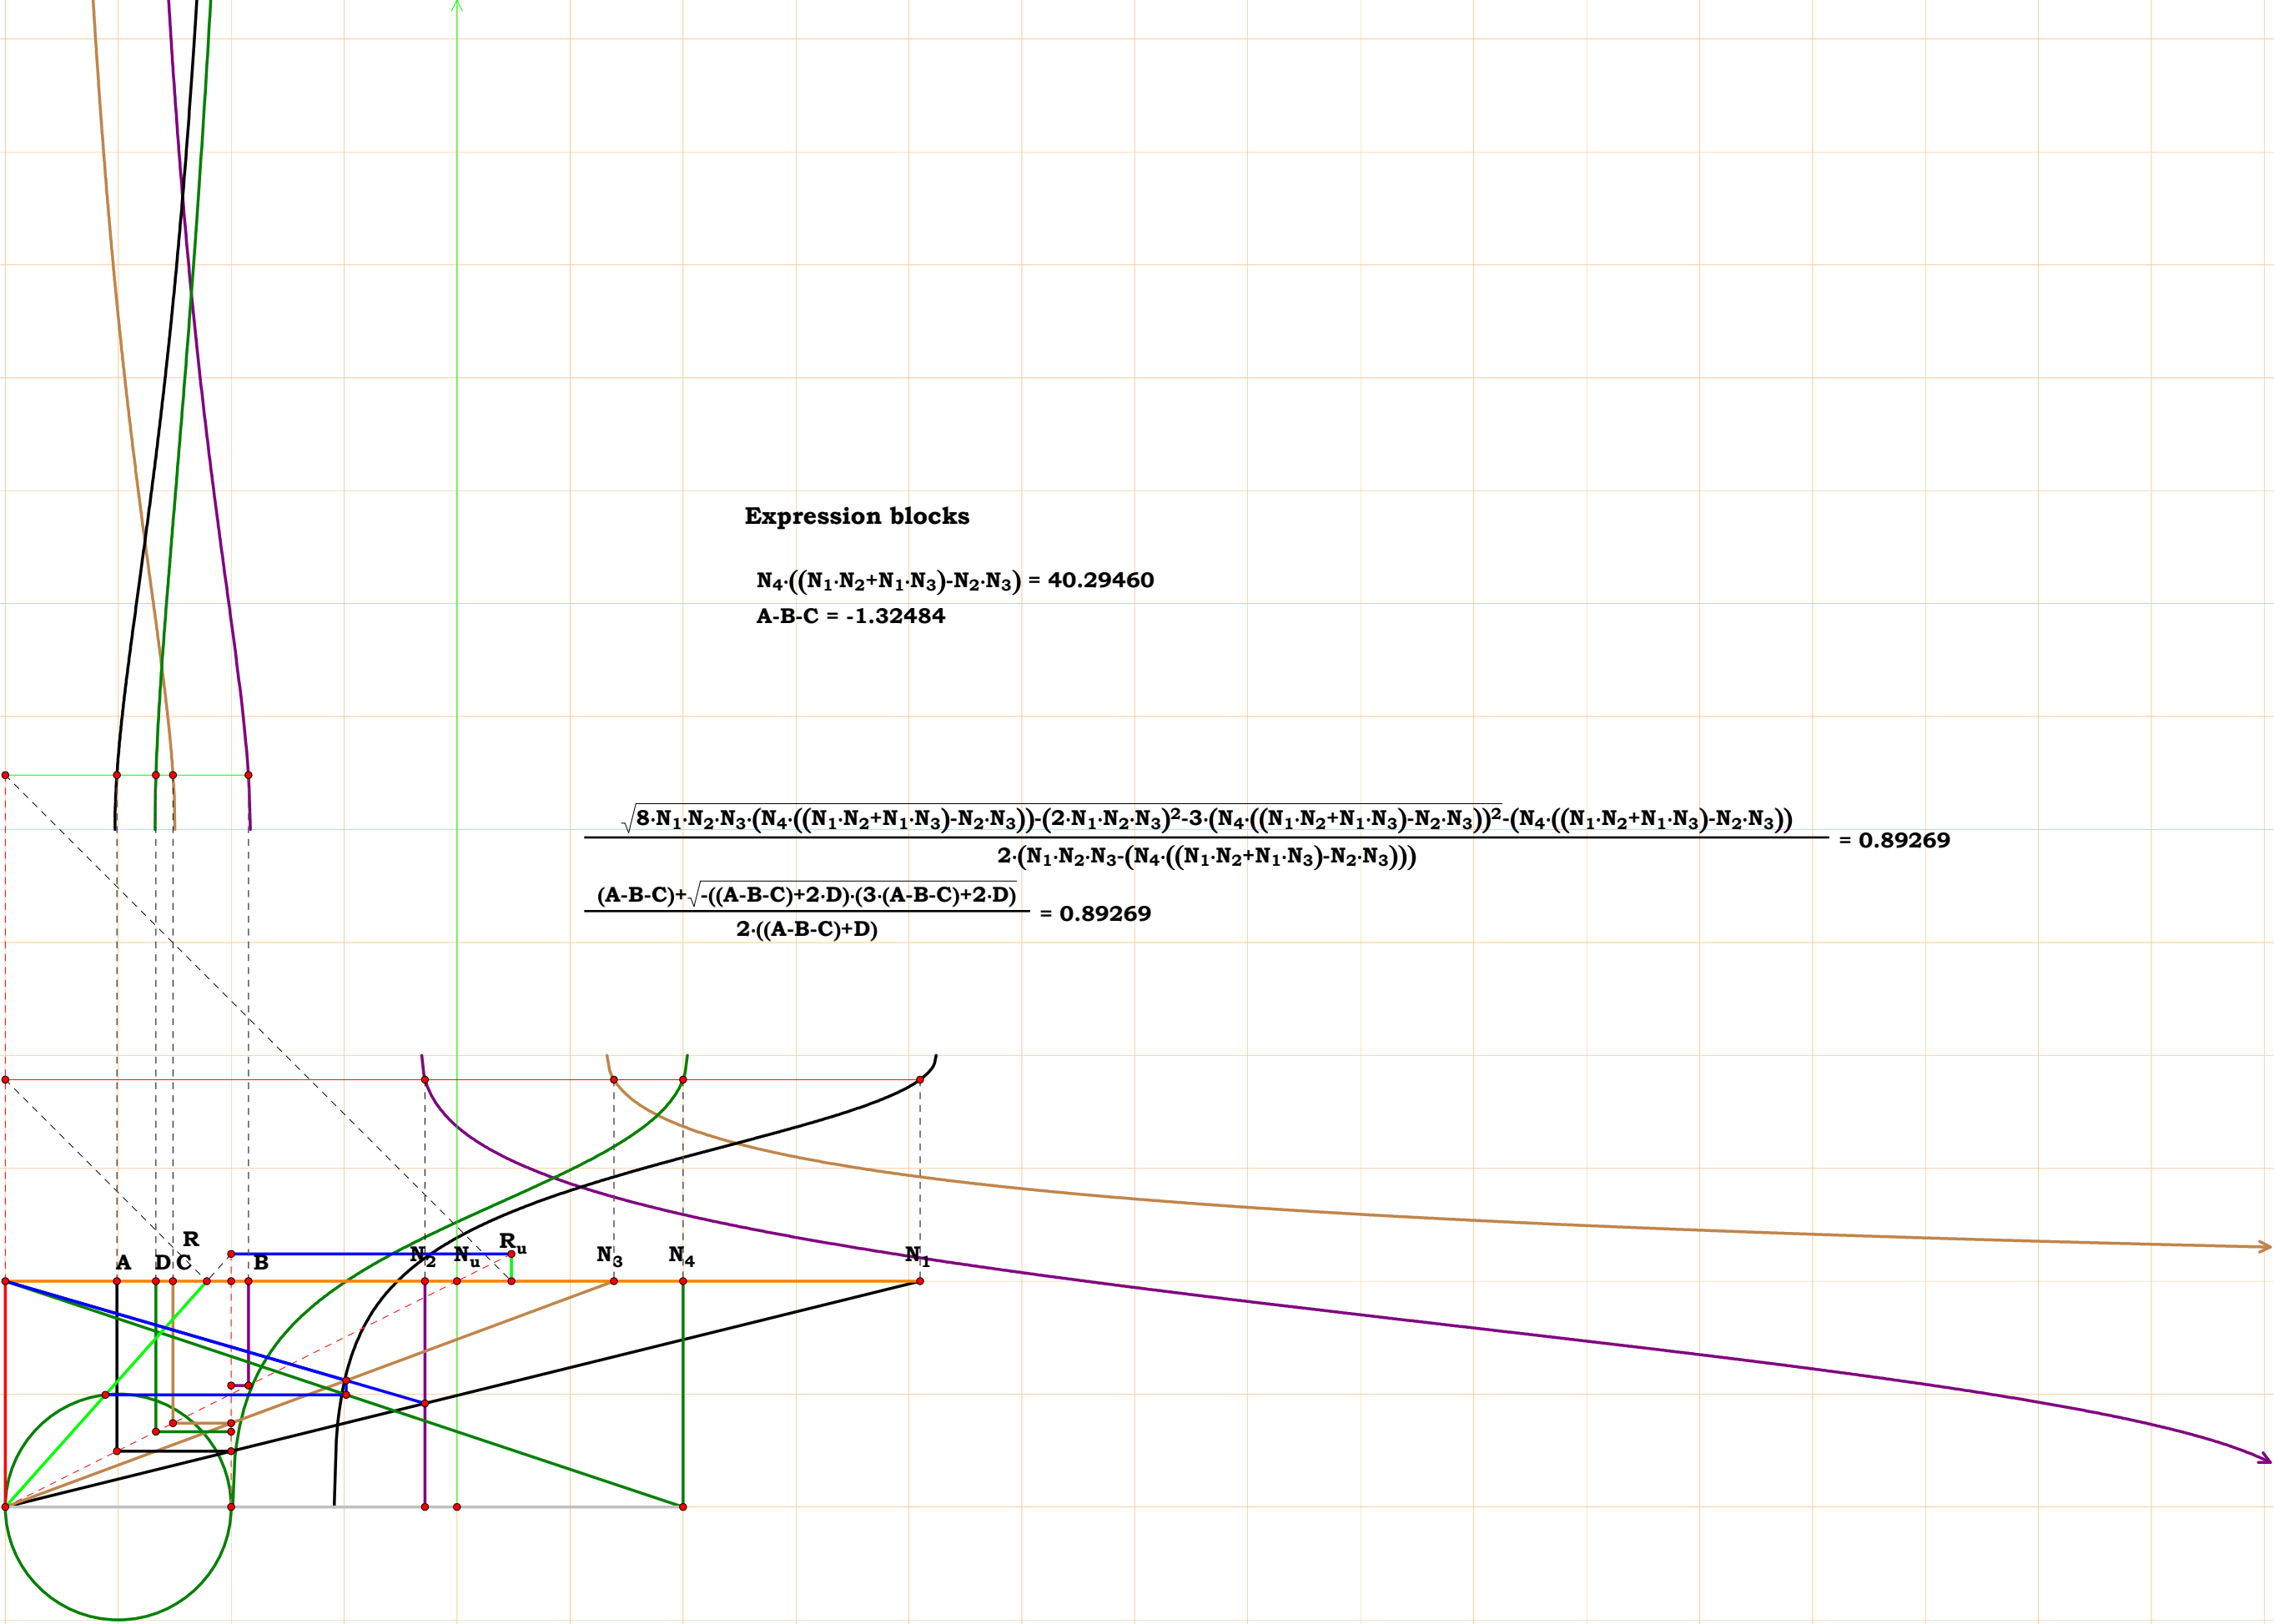 Expression blocks
N₄·((N₁·N₂+N₁·N₃)-N₂·N₃) = 40.29460
A-B-C = -1.32484
√8·N₁·N₂·N₃·(N₄·((N₁·N₂+N₁·N₃)-N₂·N₃))-(2·N₁·N₂·N₃)²-3·(N₄·((N₁·N₂+N₁·N₃)-N₂·N₃))²-(N₄·((N₁·N₂+N₁·N₃)-N₂·N₃))
= 0.89269
2·(N₁·N₂·N₃-(N₄·((N₁·N₂+N₁·N₃)-N₂·N₃)))
(A-B-C)+√-((A-B-C)+2·D)·(3·(A-B-C)+2·D)
= 0.89269
2·((A-B-C)+D)
R Rᵤ
A D C B N₂ Nᵤ N₃ N₄ N₁